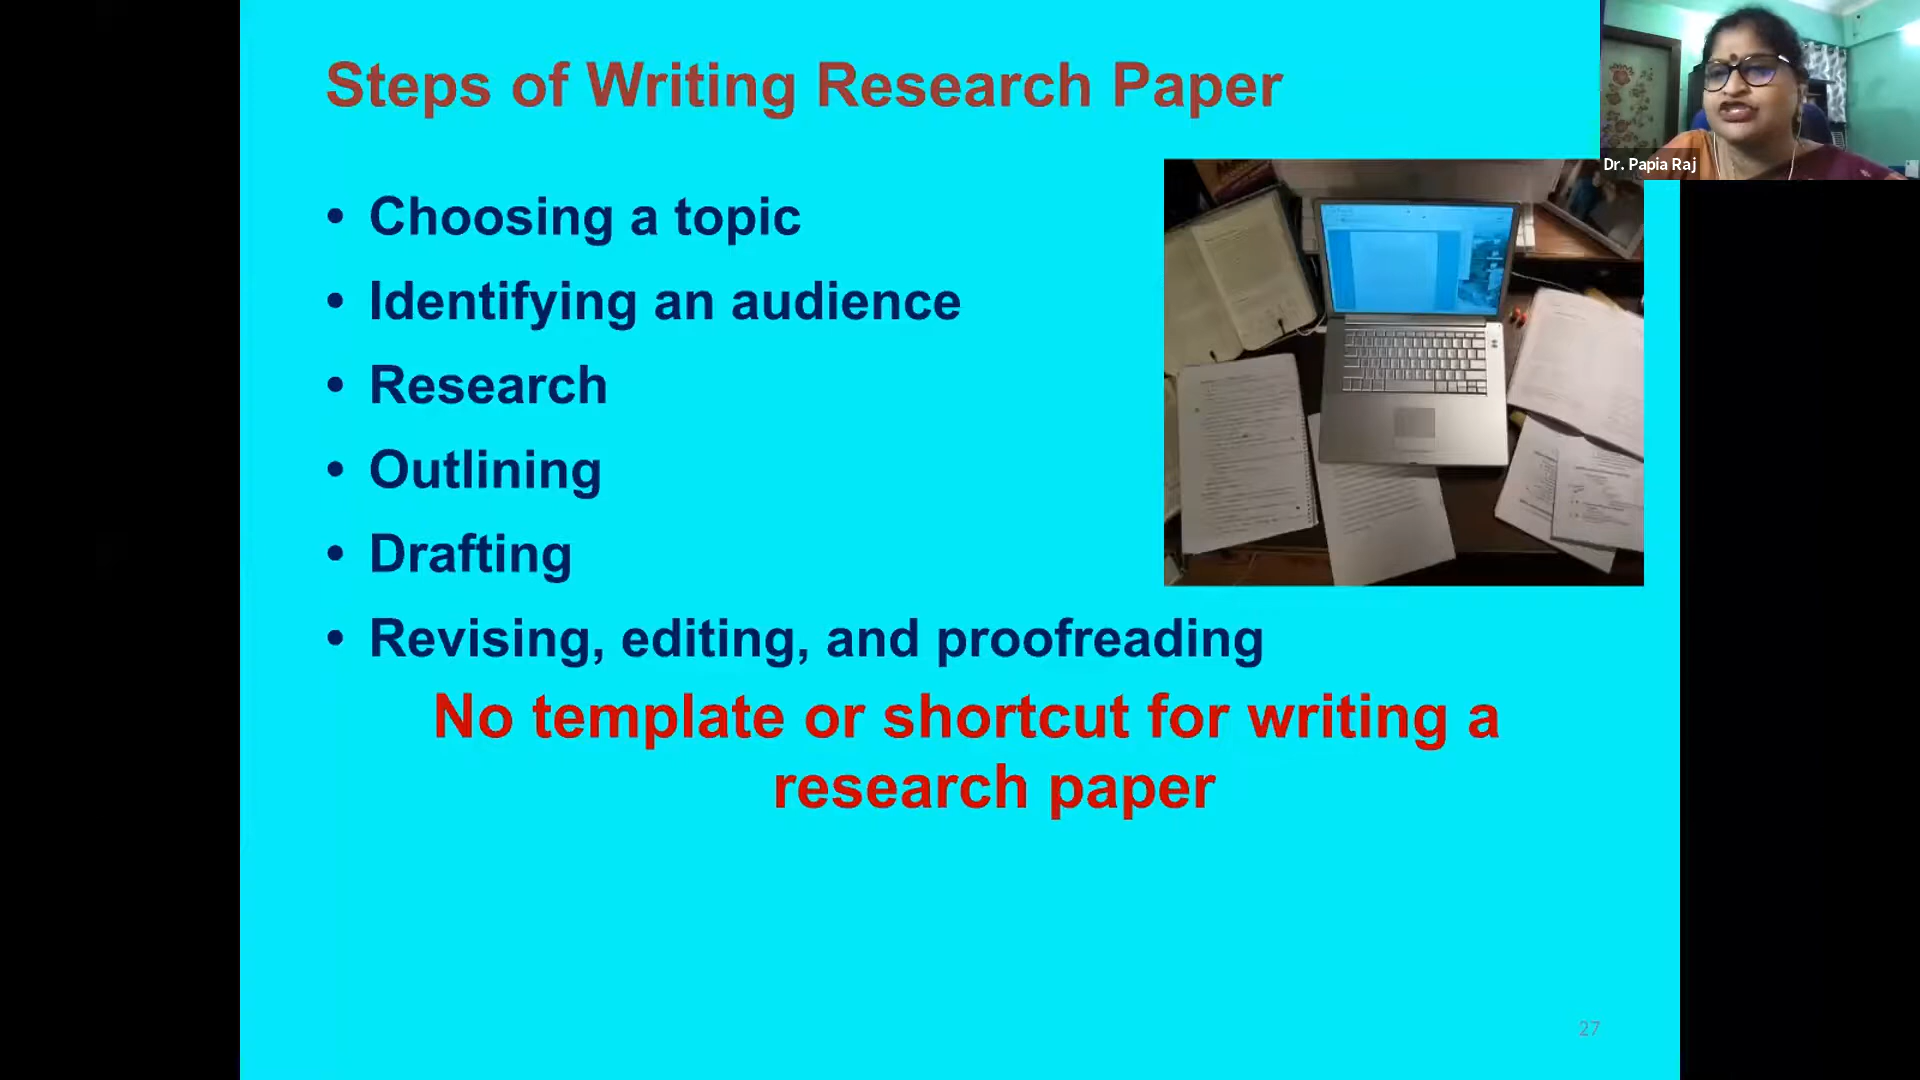 Steps of Writing Research Paper
Dr. Papia Raj
• Choosing a topic
• Identifying an audience
• Research
• Outlining
• Drafting
• Revising, editing, and proofreading
No template or shortcut for writing a
research paper
27